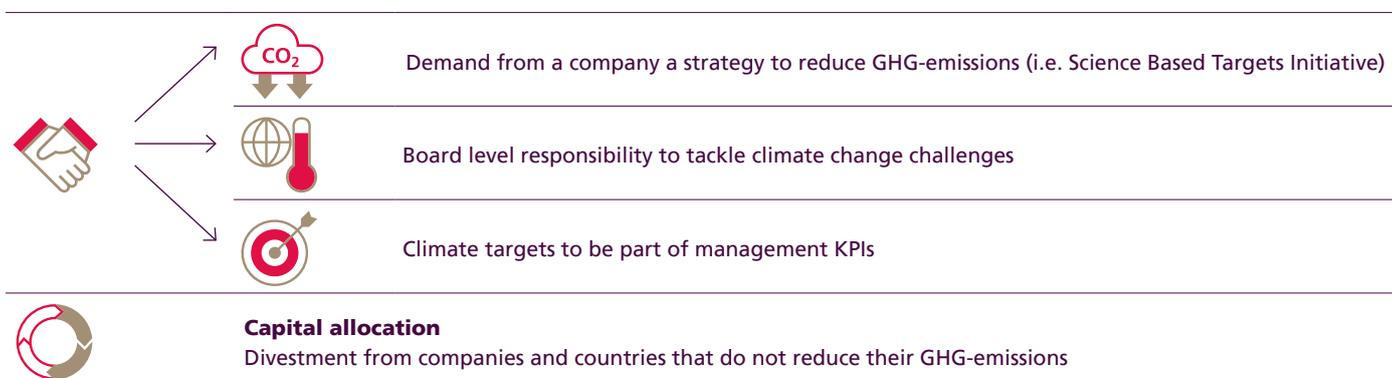 CO₂
Demand from a company a strategy to reduce GHG-emissions (i.e. Science Based Targets Initiative)
Board level responsibility to tackle climate change challenges
Climate targets to be part of management KPIs
Capital allocation
Divestment from companies and countries that do not reduce their GHG-emissions